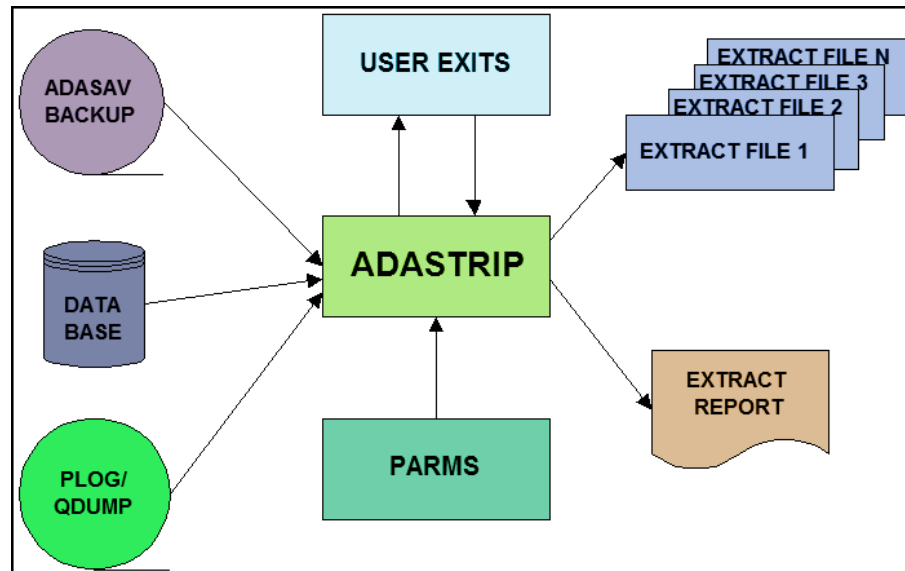 ADASAV
BACKUP
USER EXITS
EXTRACT FILE N
EXTRACT FILE 3
EXTRACT FILE 2
EXTRACT FILE 1
ADASTRIP
DATA
BASE
EXTRACT
REPORT
PARMS
PLOG/
QDUMP